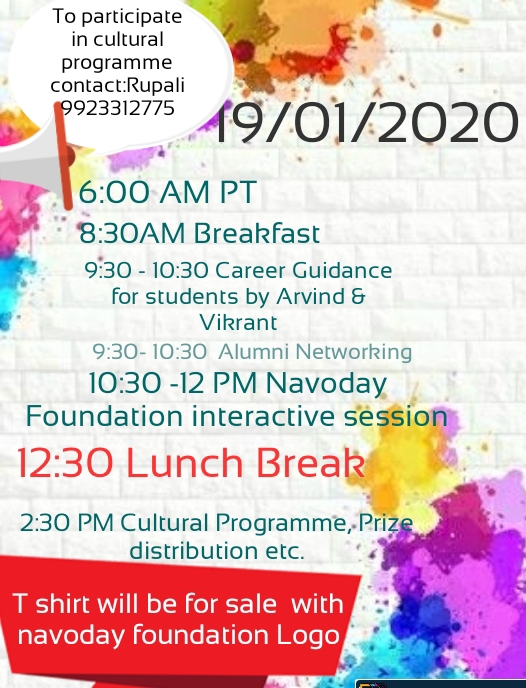 To participate
in cultural
programme
contact:Rupali
9923312775
19/01/2020
6:00 AM PT
8:30AM Breakfast
9:30 - 10:30 Career Guidance
for students by Arvind &
Vikrant
9:30- 10:30 Alumni Networking
10:30 -12 PM Navoday
Foundation interactive session
12:30 Lunch Break
2:30 PM Cultural Programme, Prize
distribution etc.
T shirt will be for sale with
navoday foundation Logo